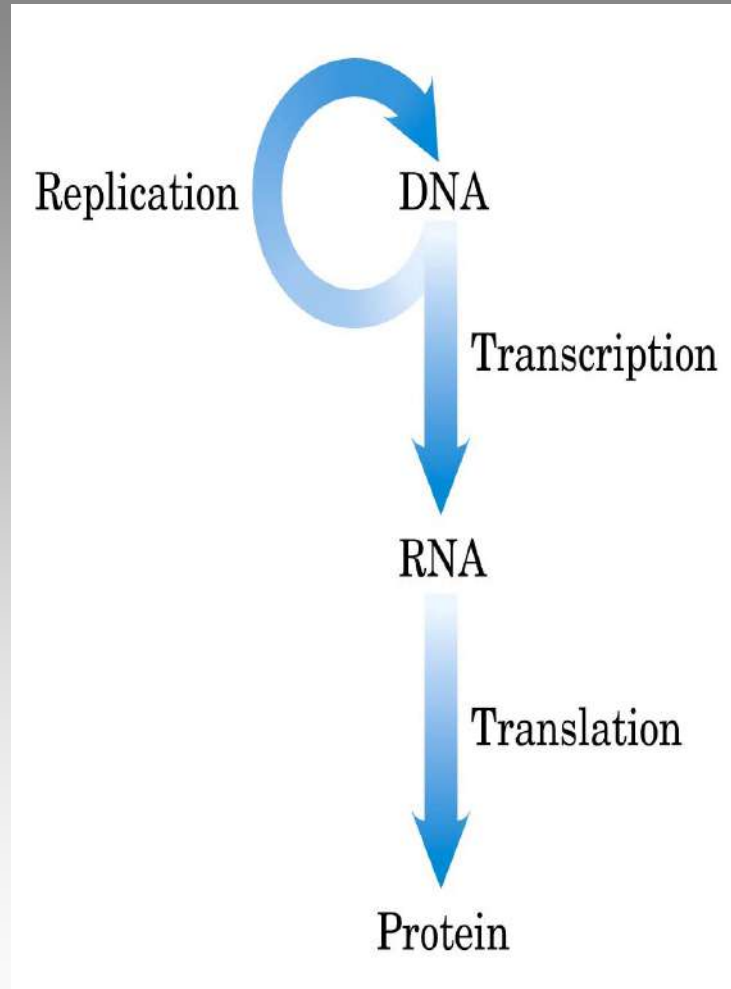 Replication
DNA
Transcription
RNA
Translation
Protein